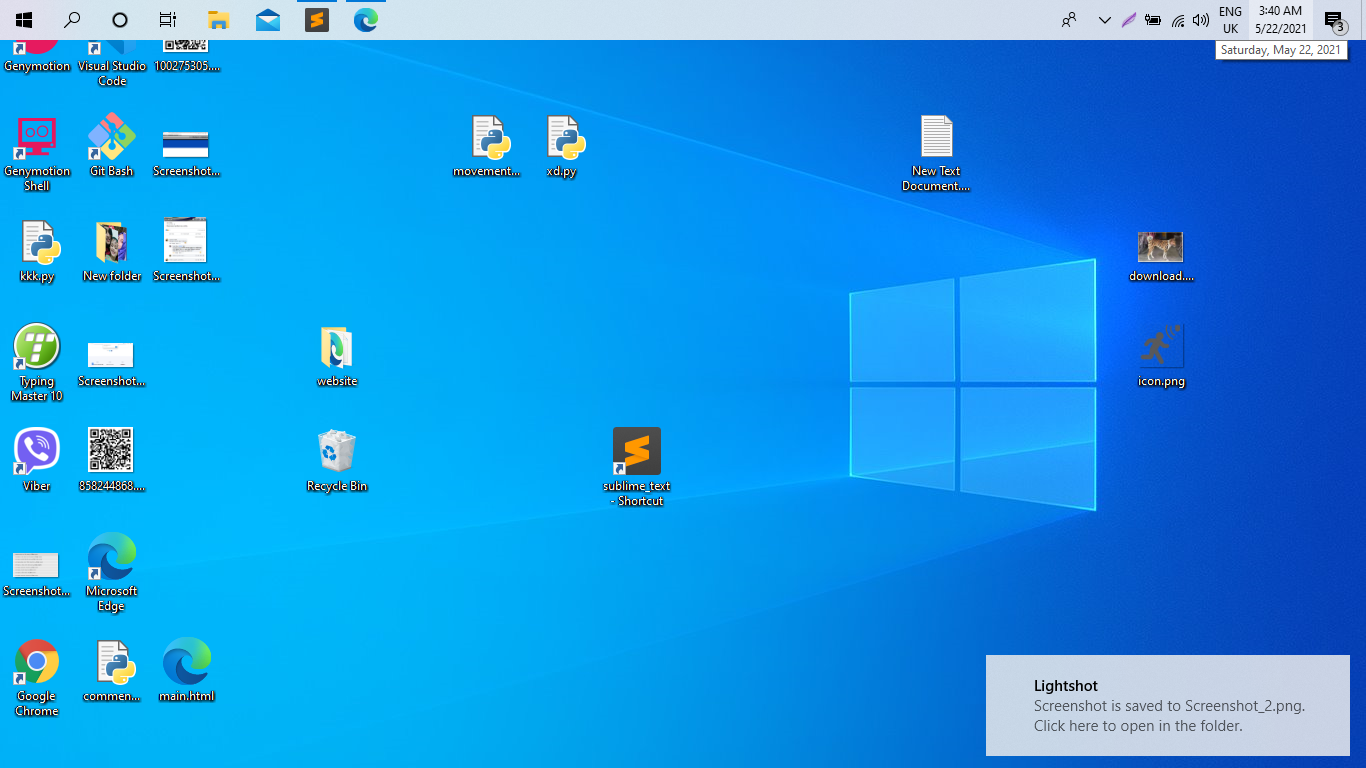 3:40 AM
ENG
UK
5/22/2021
3
Saturday, May 22, 2021
Genymotion
Visual Studio
Code
100275305....
Genymotion
Shell
Git Bash
Screenshot...
movement...
xd.py
New Text
Document....
kkk.py
New folder
Screenshot...
download....
Typing
Master 10
Screenshot...
website
icon.png
Viber
858244868....
Recycle Bin
sublime_text
- Shortcut
Screenshot...
Microsoft
Edge
Google
Chrome
commen...
main.html
Lightshot
Screenshot is saved to Screenshot_2.png.
Click here to open in the folder.